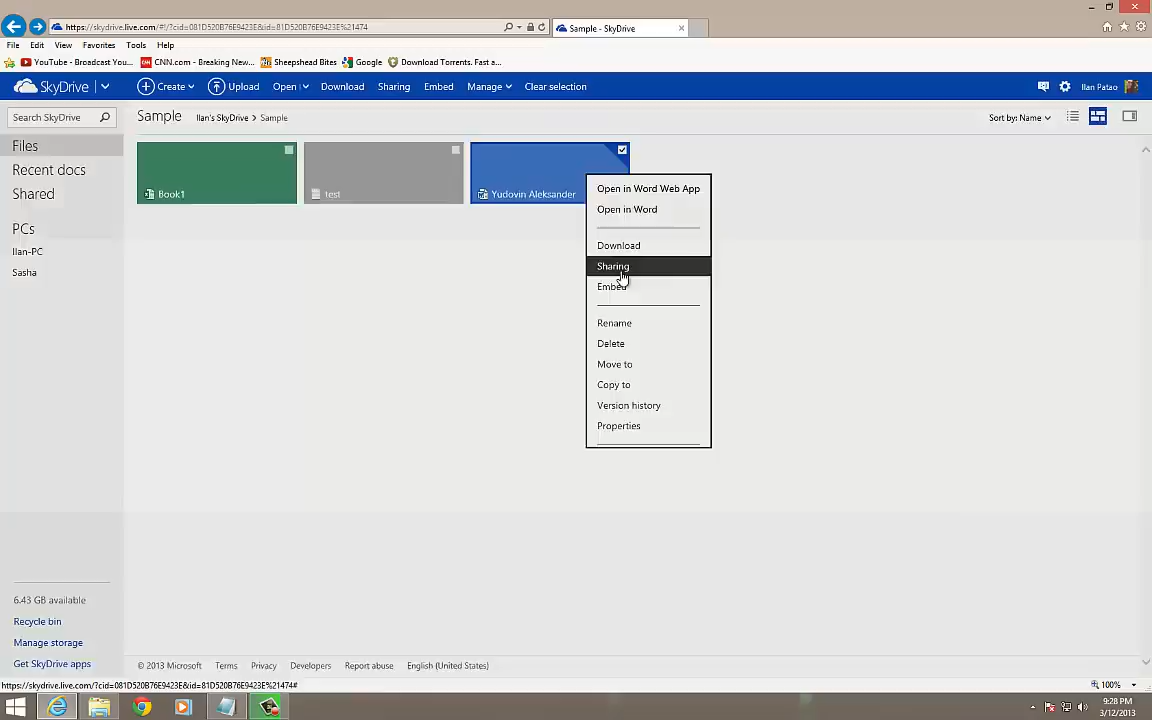 https://skydrive.live.com/#!/?cid=081D520B76E9423E&id=81D520B76E9423E%21474
Sample - SkyDrive
File Edit View Favorites Tools Help
YouTube - Broadcast You... CNN.com - Breaking New... Sheepshead Bites Google Download Torrents. Fast a...
SkyDrive Create Upload Open Download Sharing Embed Manage Clear selection Ilan Patao
Search SkyDrive
Sample
Ilan's SkyDrive > Sample
Sort by: Name
Files
Recent docs
Shared
PCs
Ilan-PC
Sasha
Book1
test
Yudovin Aleksander
Open in Word Web App
Open in Word
Download
Sharing
Embed
Rename
Delete
Move to
Copy to
Version history
Properties
6.43 GB available
Recycle bin
Manage storage
Get SkyDrive apps
© 2013 Microsoft Terms Privacy Developers Report abuse English (United States)
https://skydrive.live.com/?cid=081D520B76E9423E&id=81D520B76E9423E%21474#
100%
9:28 PM
3/12/2013